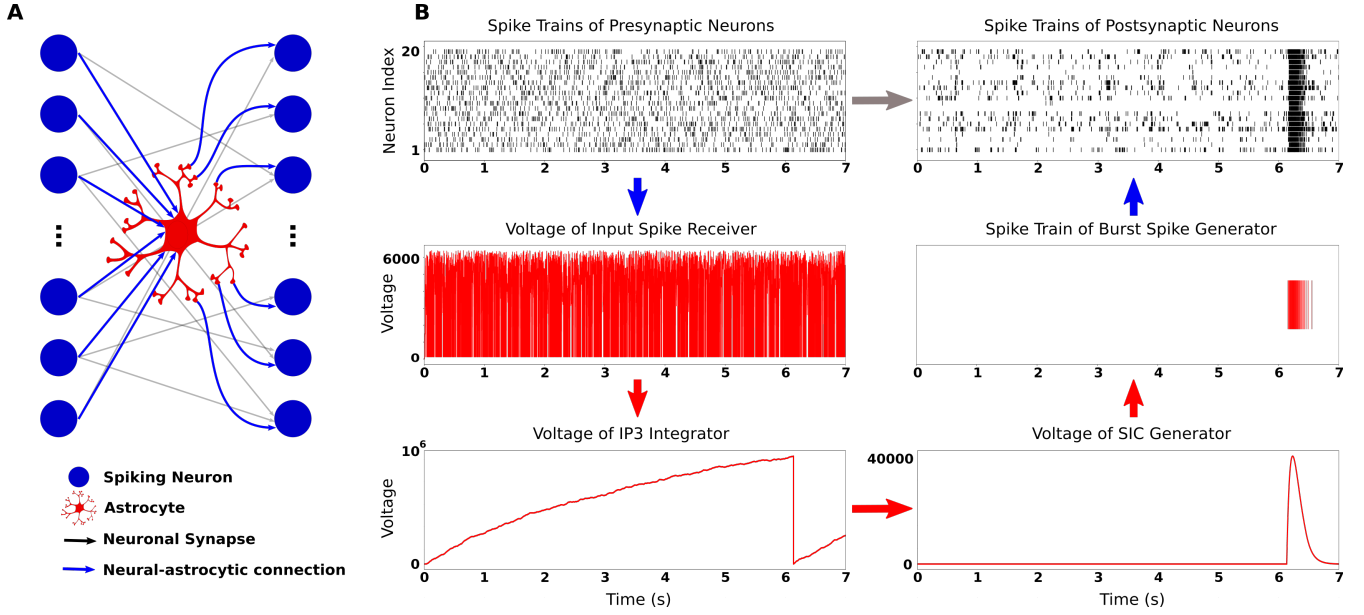 A
Spiking Neuron
Astrocyte
Neuronal Synapse
Neural-astrocytic connection
B
Spike Trains of Presynaptic Neurons
Neuron Index
20
1
0 1 2 3 4 5 6 7
Spike Trains of Postsynaptic Neurons
0 1 2 3 4 5 6 7
Voltage of Input Spike Receiver
Voltage
6000
0
0 1 2 3 4 5 6 7
Spike Train of Burst Spike Generator
0 1 2 3 4 5 6 7
Voltage of IP3 Integrator
Voltage
10⁶
0
0 1 2 3 4 5 6 7
Time (s)
Voltage of SIC Generator
40000
0
0 1 2 3 4 5 6 7
Time (s)